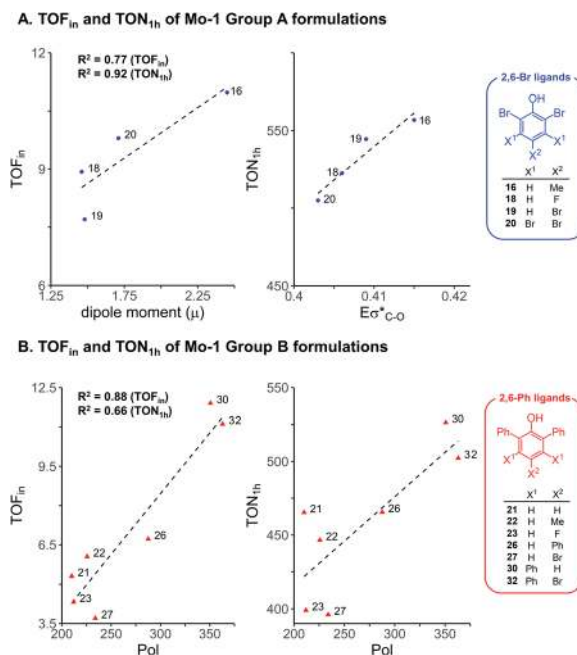 A. TOFin and TON1h of Mo-1 Group A formulations
R² = 0.77 (TOFin)
R² = 0.92 (TON1h)
12
9
6
TOFin
16
20
18
19
1.25
1.75
2.25
dipole moment (μ)
550
450
TON1h
16
19
18
20
0.4
0.41
0.42
Eσ*C-O
2,6-Br ligands
OH
Br
Br
X¹
X¹
X²
X¹ X²
16 H Me
18 H F
19 H Br
20 Br Br
B. TOFin and TON1h of Mo-1 Group B formulations
R² = 0.88 (TOFin)
R² = 0.66 (TON1h)
12.5
9.5
6.5
3.5
TOFin
30
32
26
22
21
23
27
200
250
300
350
Pol
550
500
450
400
TON1h
30
32
21
26
22
23
27
200
250
300
350
Pol
2,6-Ph ligands
OH
Ph
Ph
X¹
X¹
X²
X¹ X²
21 H H
22 H Me
23 H F
26 H Ph
27 H Br
30 Ph H
32 Ph Br